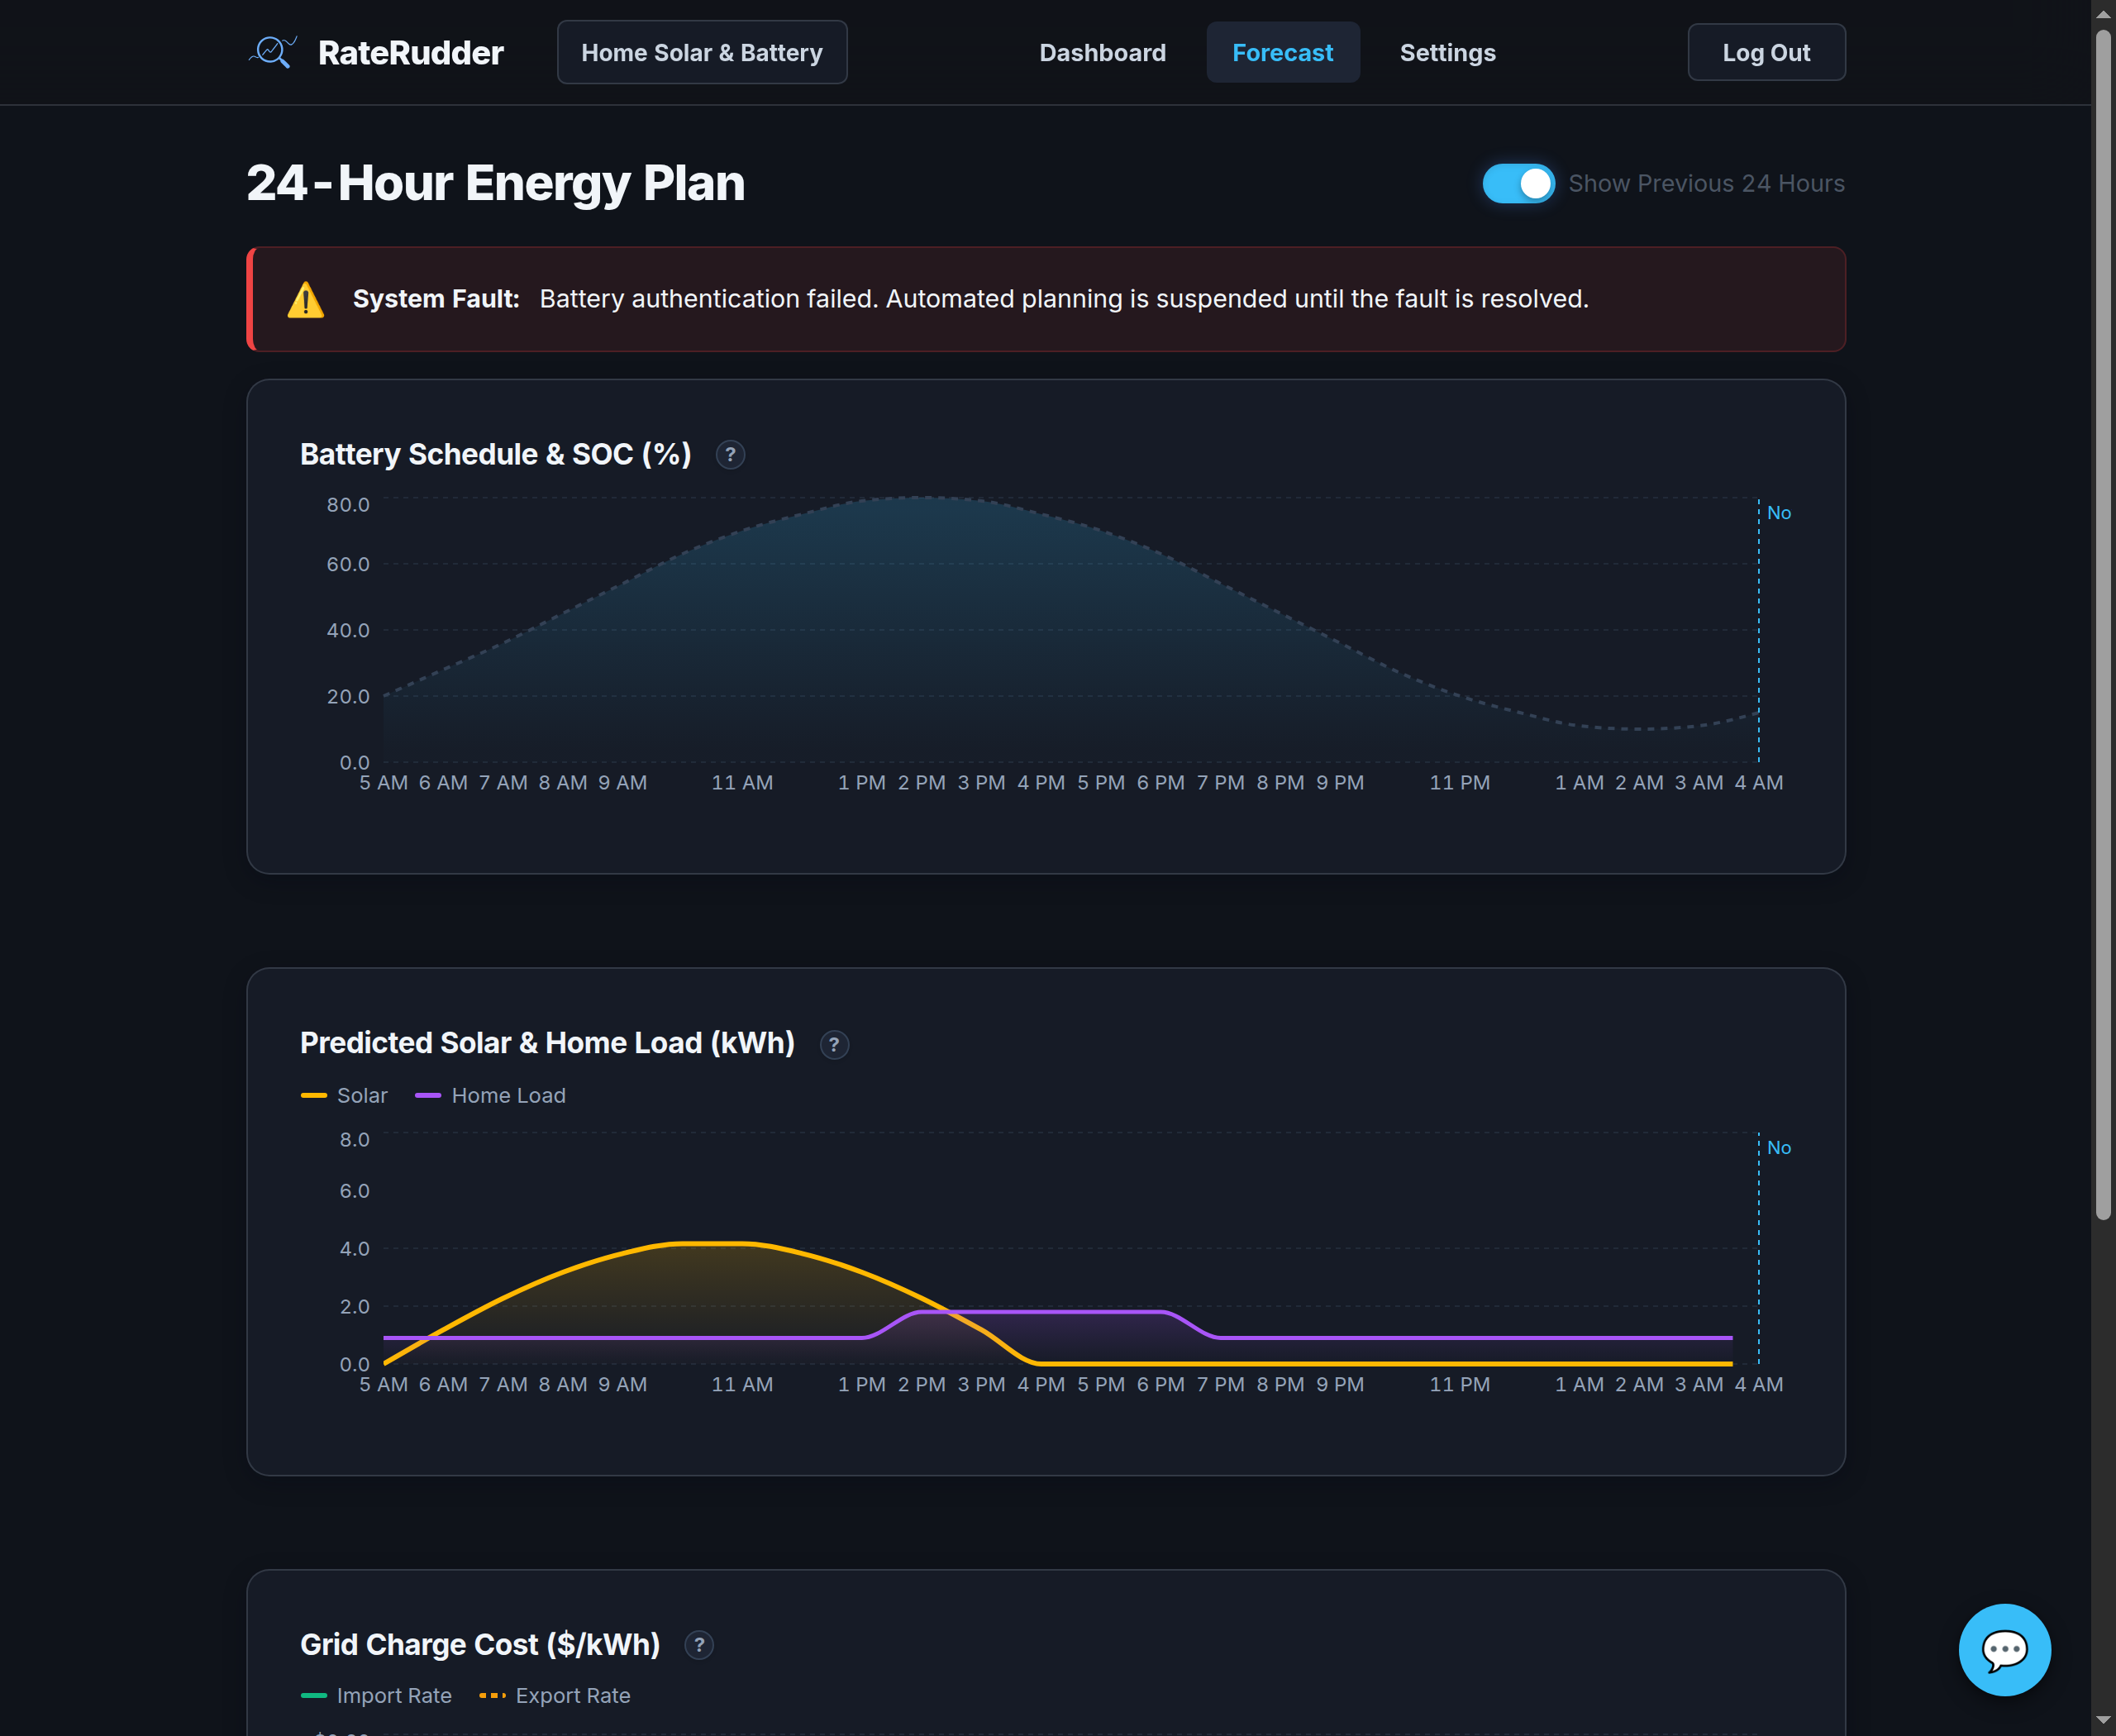 RateRudder
Home Solar & Battery
Dashboard
Forecast
Settings
Log Out
24-Hour Energy Plan
Show Previous 24 Hours
System Fault: Battery authentication failed. Automated planning is suspended until the fault is resolved.
Battery Schedule & SOC (%) ?
80.0
60.0
40.0
20.0
0.0
No
5 AM 6 AM 7 AM 8 AM 9 AM 11 AM 1 PM 2 PM 3 PM 4 PM 5 PM 6 PM 7 PM 8 PM 9 PM 11 PM 1 AM 2 AM 3 AM 4 AM
Predicted Solar & Home Load (kWh) ?
Solar Home Load
8.0
6.0
4.0
2.0
0.0
No
5 AM 6 AM 7 AM 8 AM 9 AM 11 AM 1 PM 2 PM 3 PM 4 PM 5 PM 6 PM 7 PM 8 PM 9 PM 11 PM 1 AM 2 AM 3 AM 4 AM
Grid Charge Cost ($/kWh) ?
Import Rate Export Rate